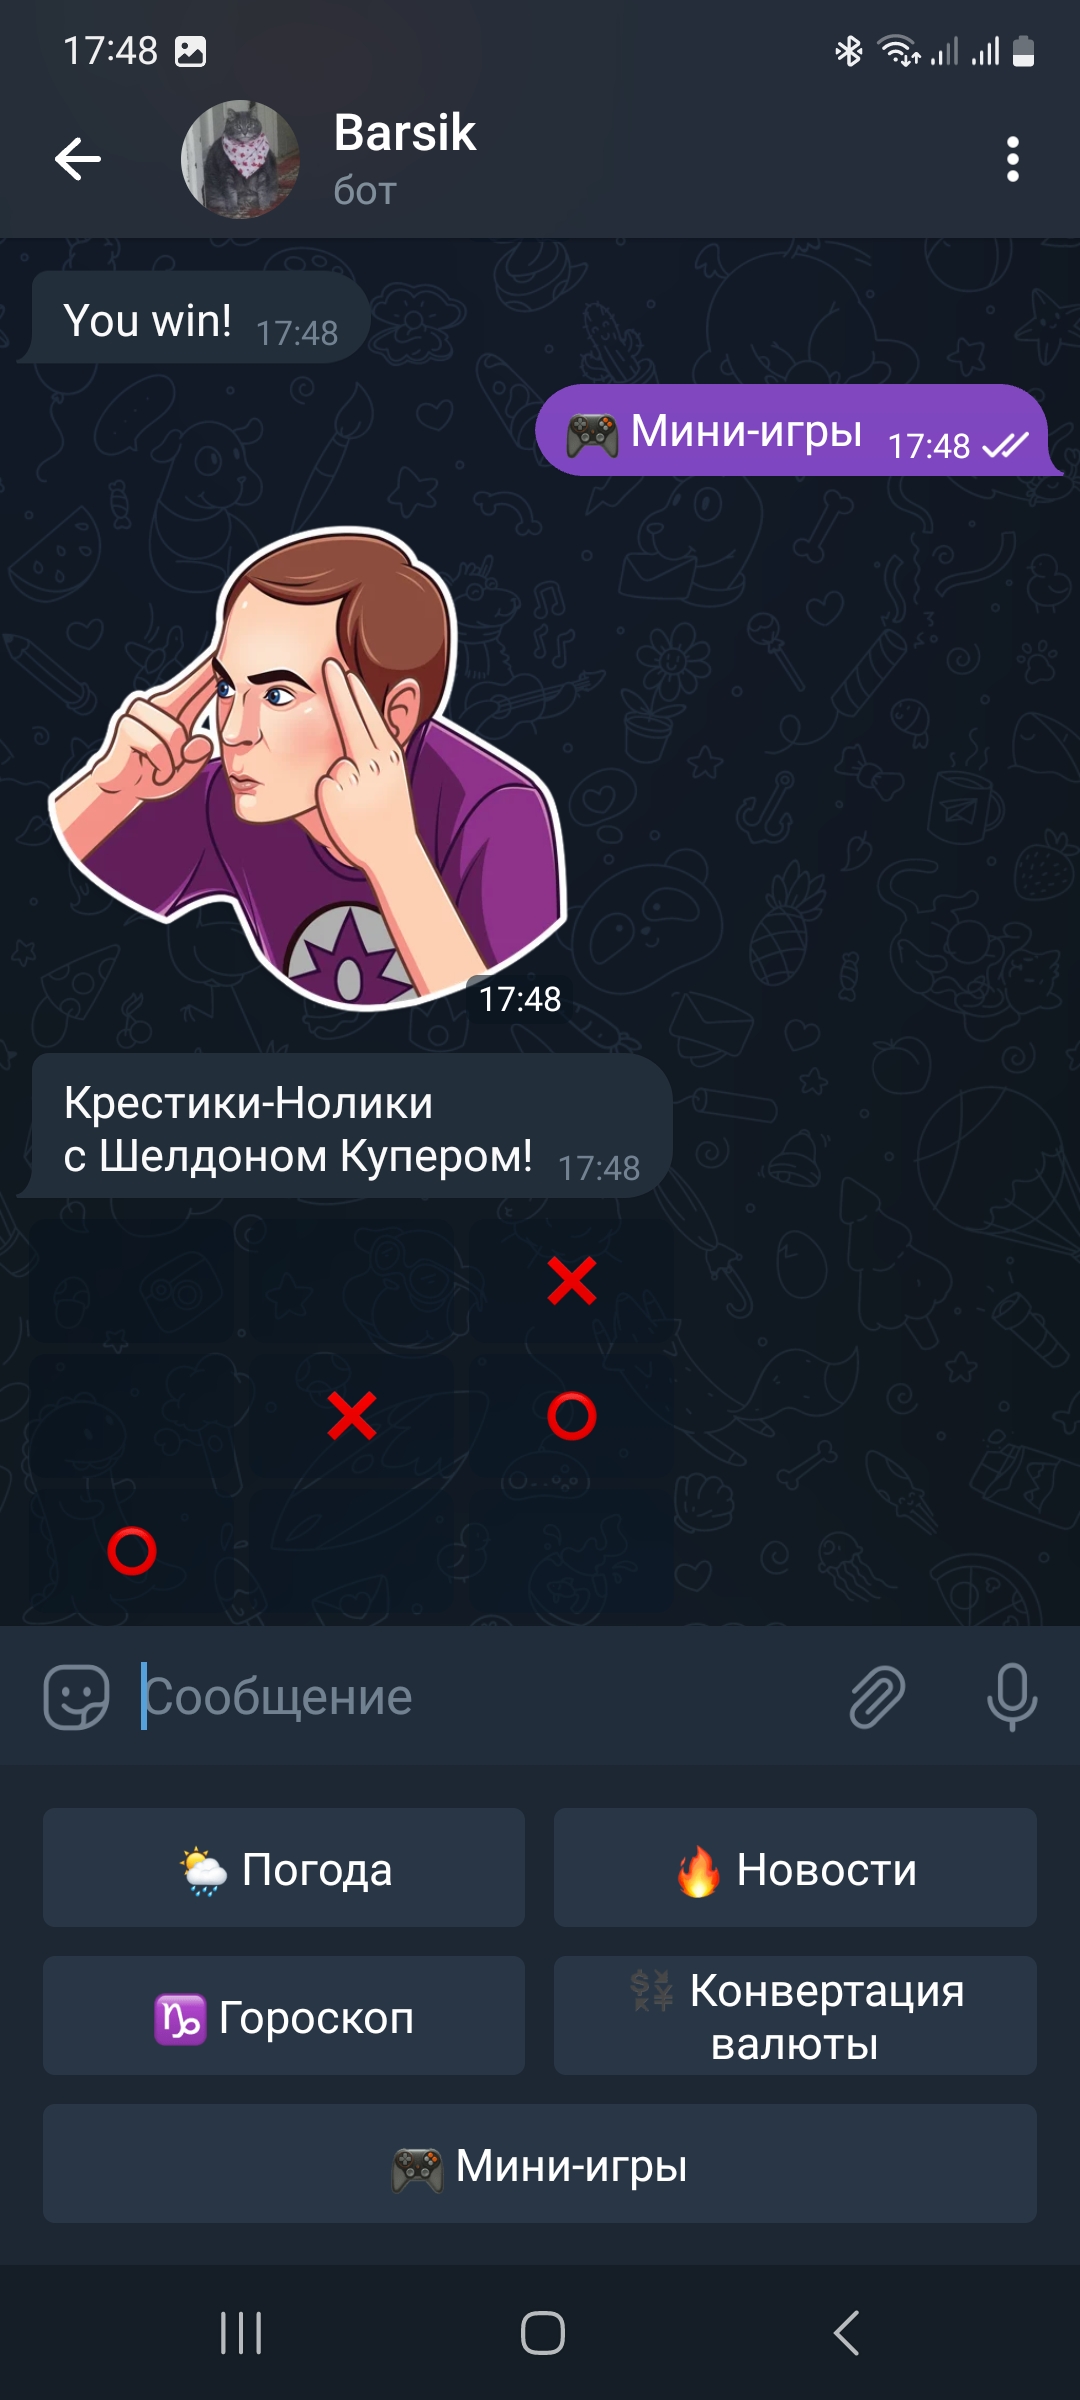 17:48
Barsik
бот
You win! 17:48
🎮 Мини-игры 17:48
17:48
Крестики-Нолики
с Шелдоном Купером! 17:48
❌
❌ ⭕
⭕
Сообщение
🌦 Погода
🔥 Новости
♑ Гороскоп
💱 Конвертация
валюты
🎮 Мини-игры